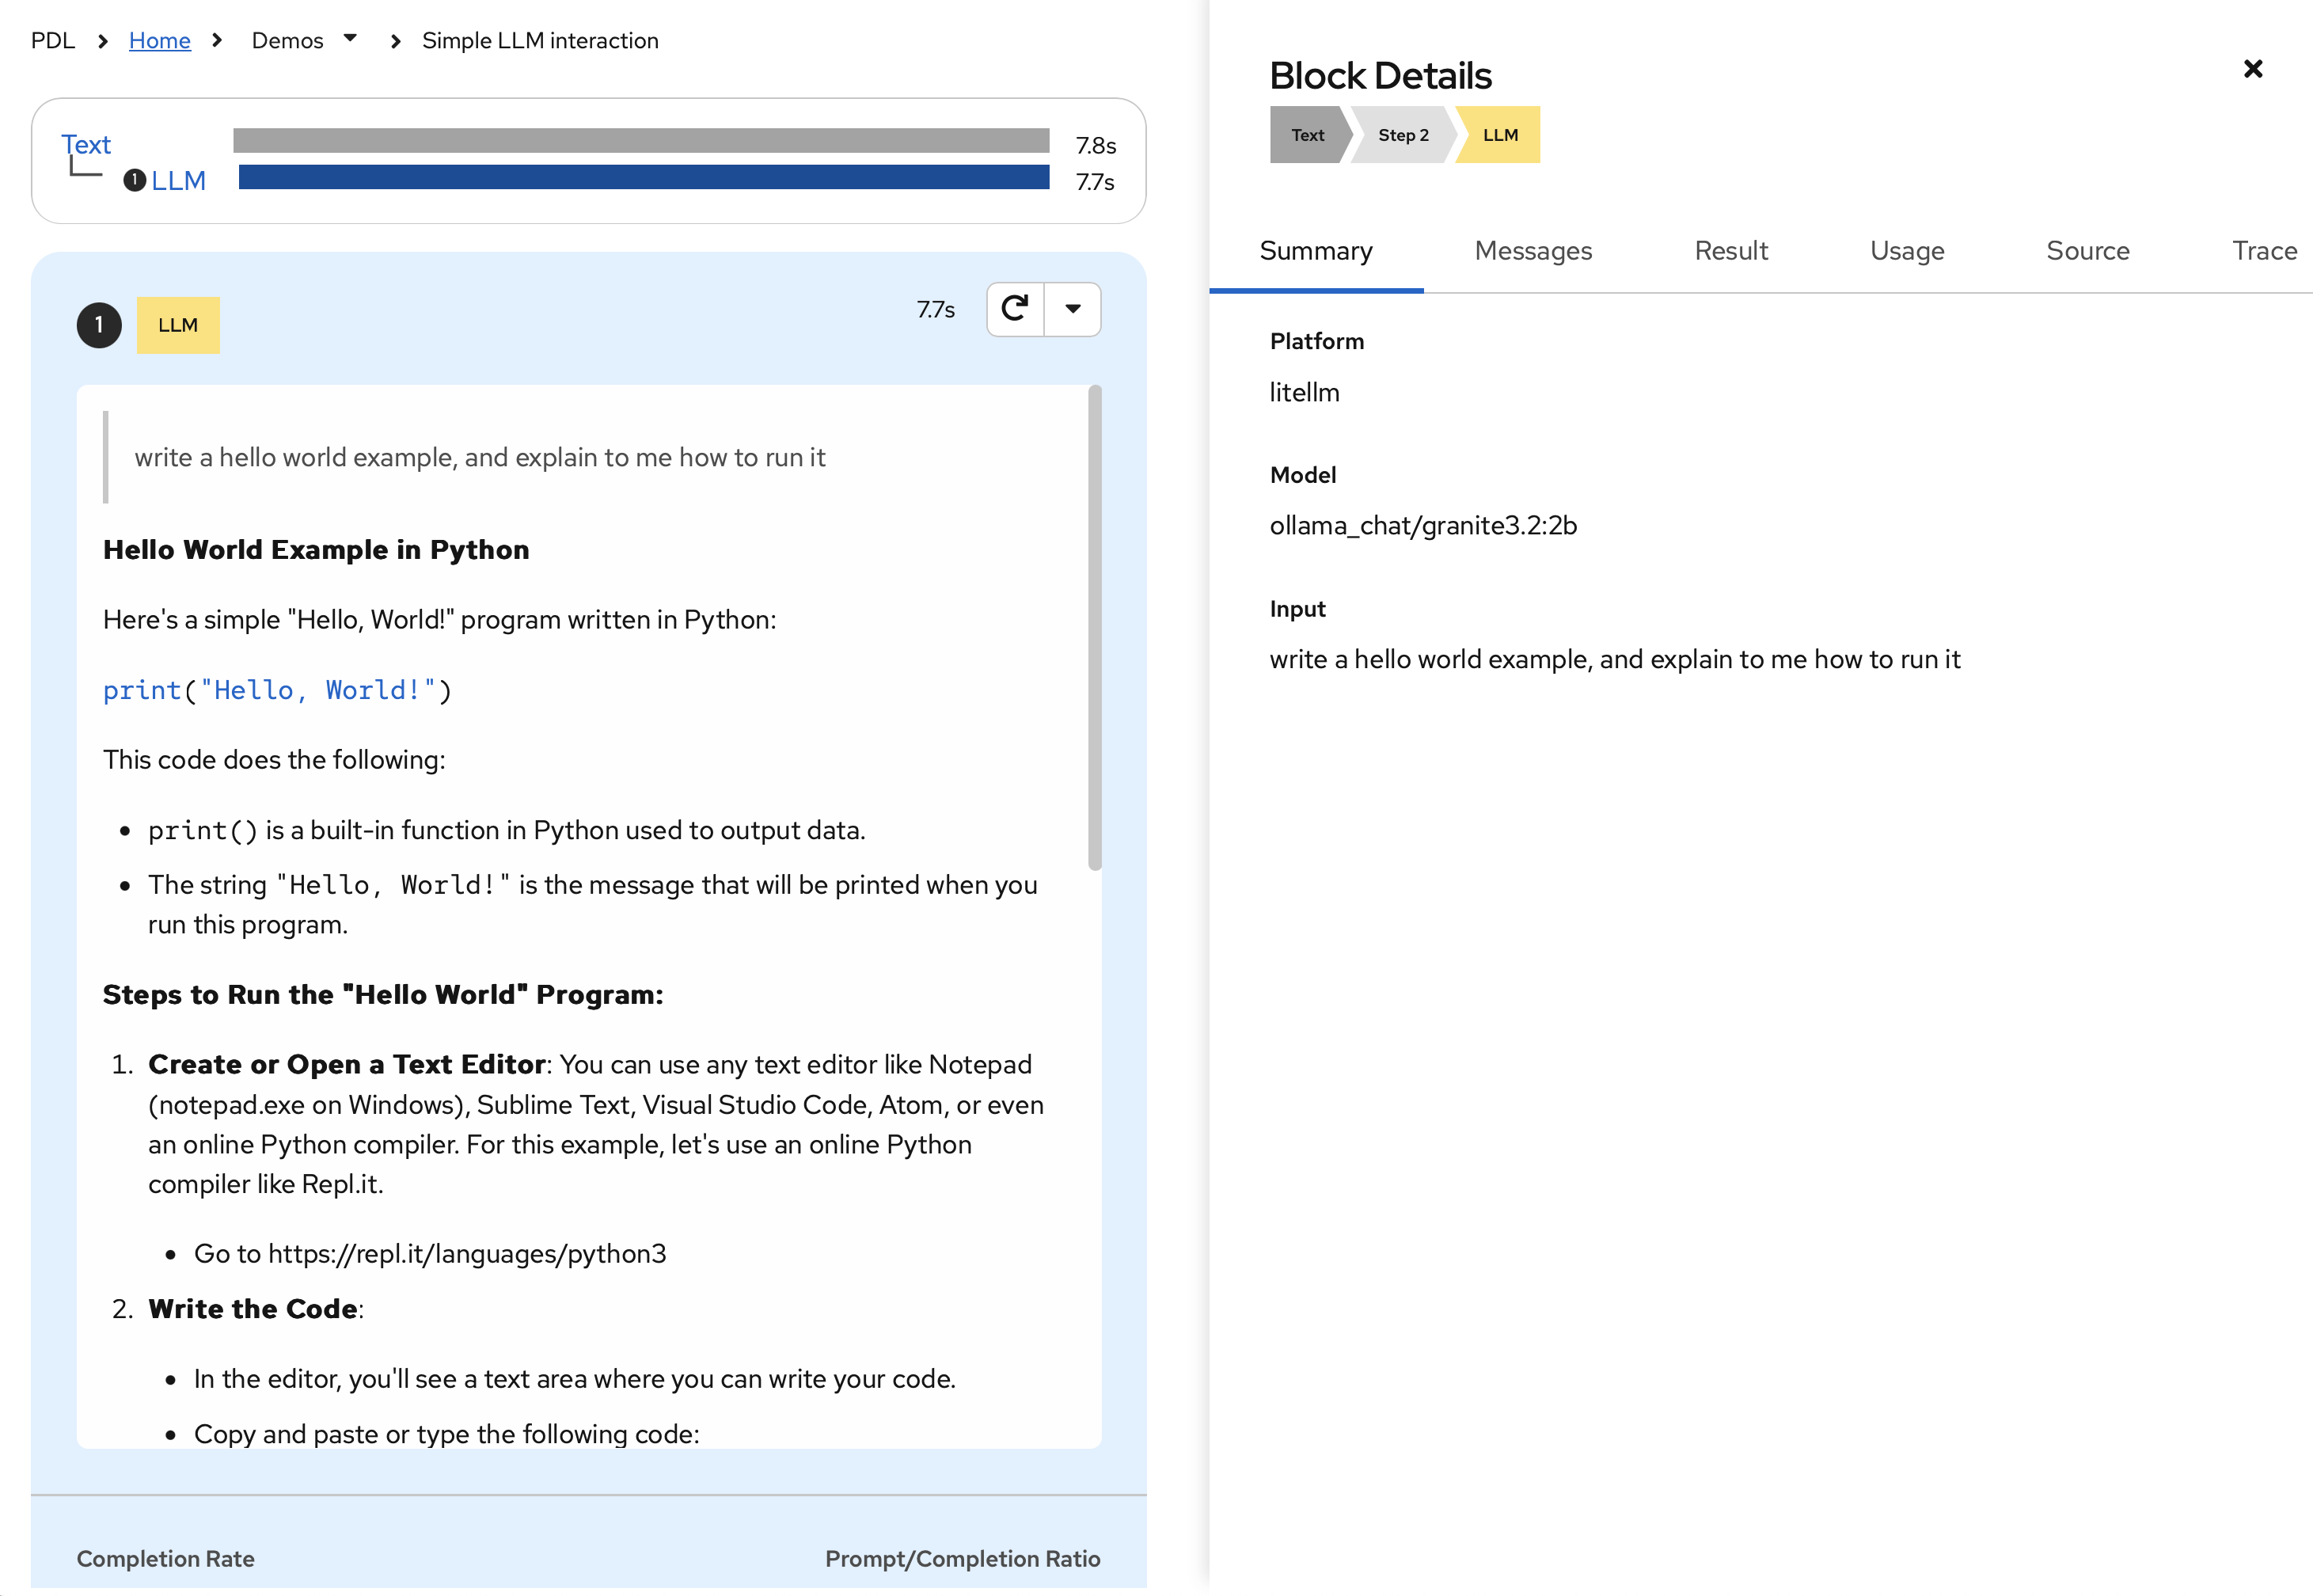 PDL Home Demos Simple LLM interaction
Text 7.8s
1 LLM 7.7s
1 LLM 7.7s
write a hello world example, and explain to me how to run it
Hello World Example in Python
Here's a simple "Hello, World!" program written in Python:
print("Hello, World!")
This code does the following:
• print() is a built-in function in Python used to output data.
• The string "Hello, World!" is the message that will be printed when you
run this program.
Steps to Run the "Hello World" Program:
1. Create or Open a Text Editor: You can use any text editor like Notepad
(notepad.exe on Windows), Sublime Text, Visual Studio Code, Atom, or even
an online Python compiler. For this example, let's use an online Python
compiler like Repl.it.
• Go to https://repl.it/languages/python3
2. Write the Code:
• In the editor, you'll see a text area where you can write your code.
• Copy and paste or type the following code:
Completion Rate Prompt/Completion Ratio
Block Details
Text Step 2 LLM
Summary Messages Result Usage Source Trace
Platform
litellm
Model
ollama_chat/granite3.2:2b
Input
write a hello world example, and explain to me how to run it